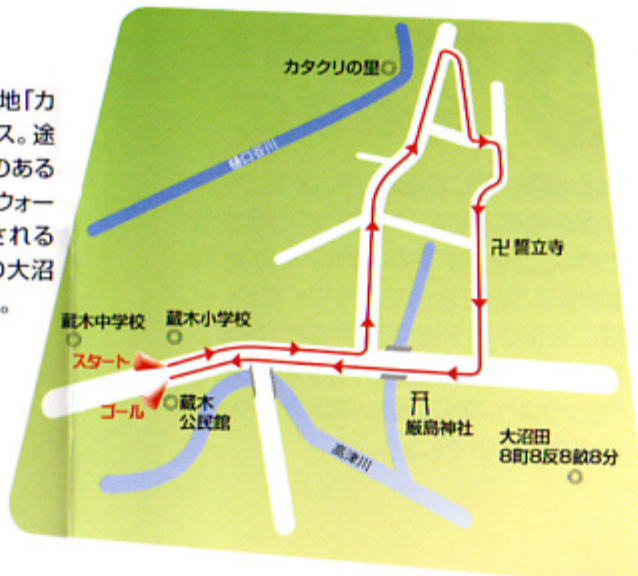 地「カ
ス。途
のある
ウォー
される
の大沼
。
カタクリの里
樋口谷川
卍誓立寺
蔵木中学校
蔵木小学校
スタート
ゴール
蔵木
公民館
厳島神社
高津川
大沼田
8町8反8畝8分